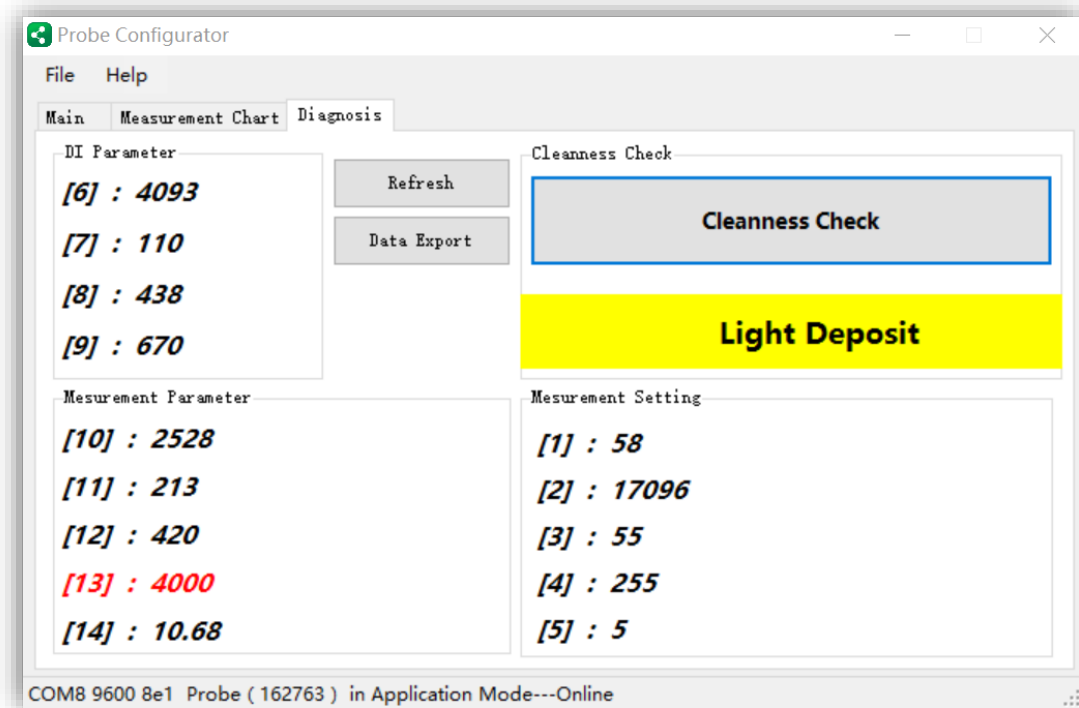 Probe Configurator
File Help
Main Measurement Chart Diagnosis
DI Parameter
[6] : 4093
[7] : 110
[8] : 438
[9] : 670
Refresh
Data Export
Cleanness Check
Cleanness Check
Light Deposit
Mesurement Parameter
[10] : 2528
[11] : 213
[12] : 420
[13] : 4000
[14] : 10.68
Mesurement Setting
[1] : 58
[2] : 17096
[3] : 55
[4] : 255
[5] : 5
COM8 9600 8e1 Probe ( 162763 ) in Application Mode---Online